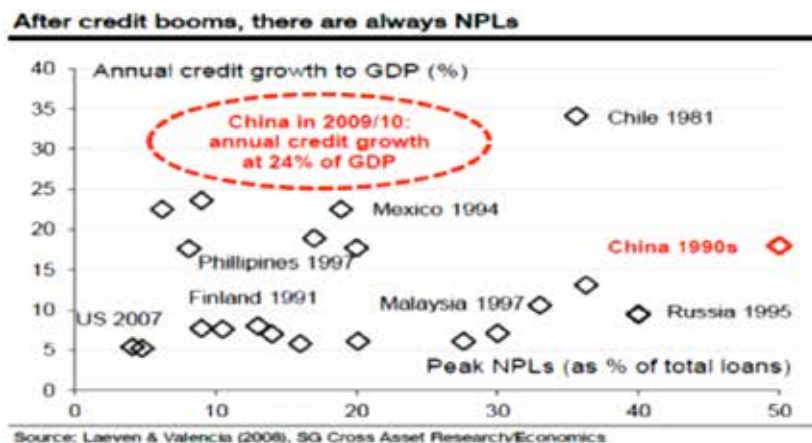 After credit booms, there are always NPLs
Annual credit growth to GDP (%)
40
35
30
25
20
15
10
5
0
China in 2009/10:
annual credit growth
at 24% of GDP
Chile 1981
Mexico 1994
China 1990s
Phillipines 1997
Finland 1991
Malaysia 1997
Russia 1995
US 2007
Peak NPLs (as % of total loans)
0 10 20 30 40 50
Source: Laeven & Valencia (2008), SG Cross Asset Research/Economics